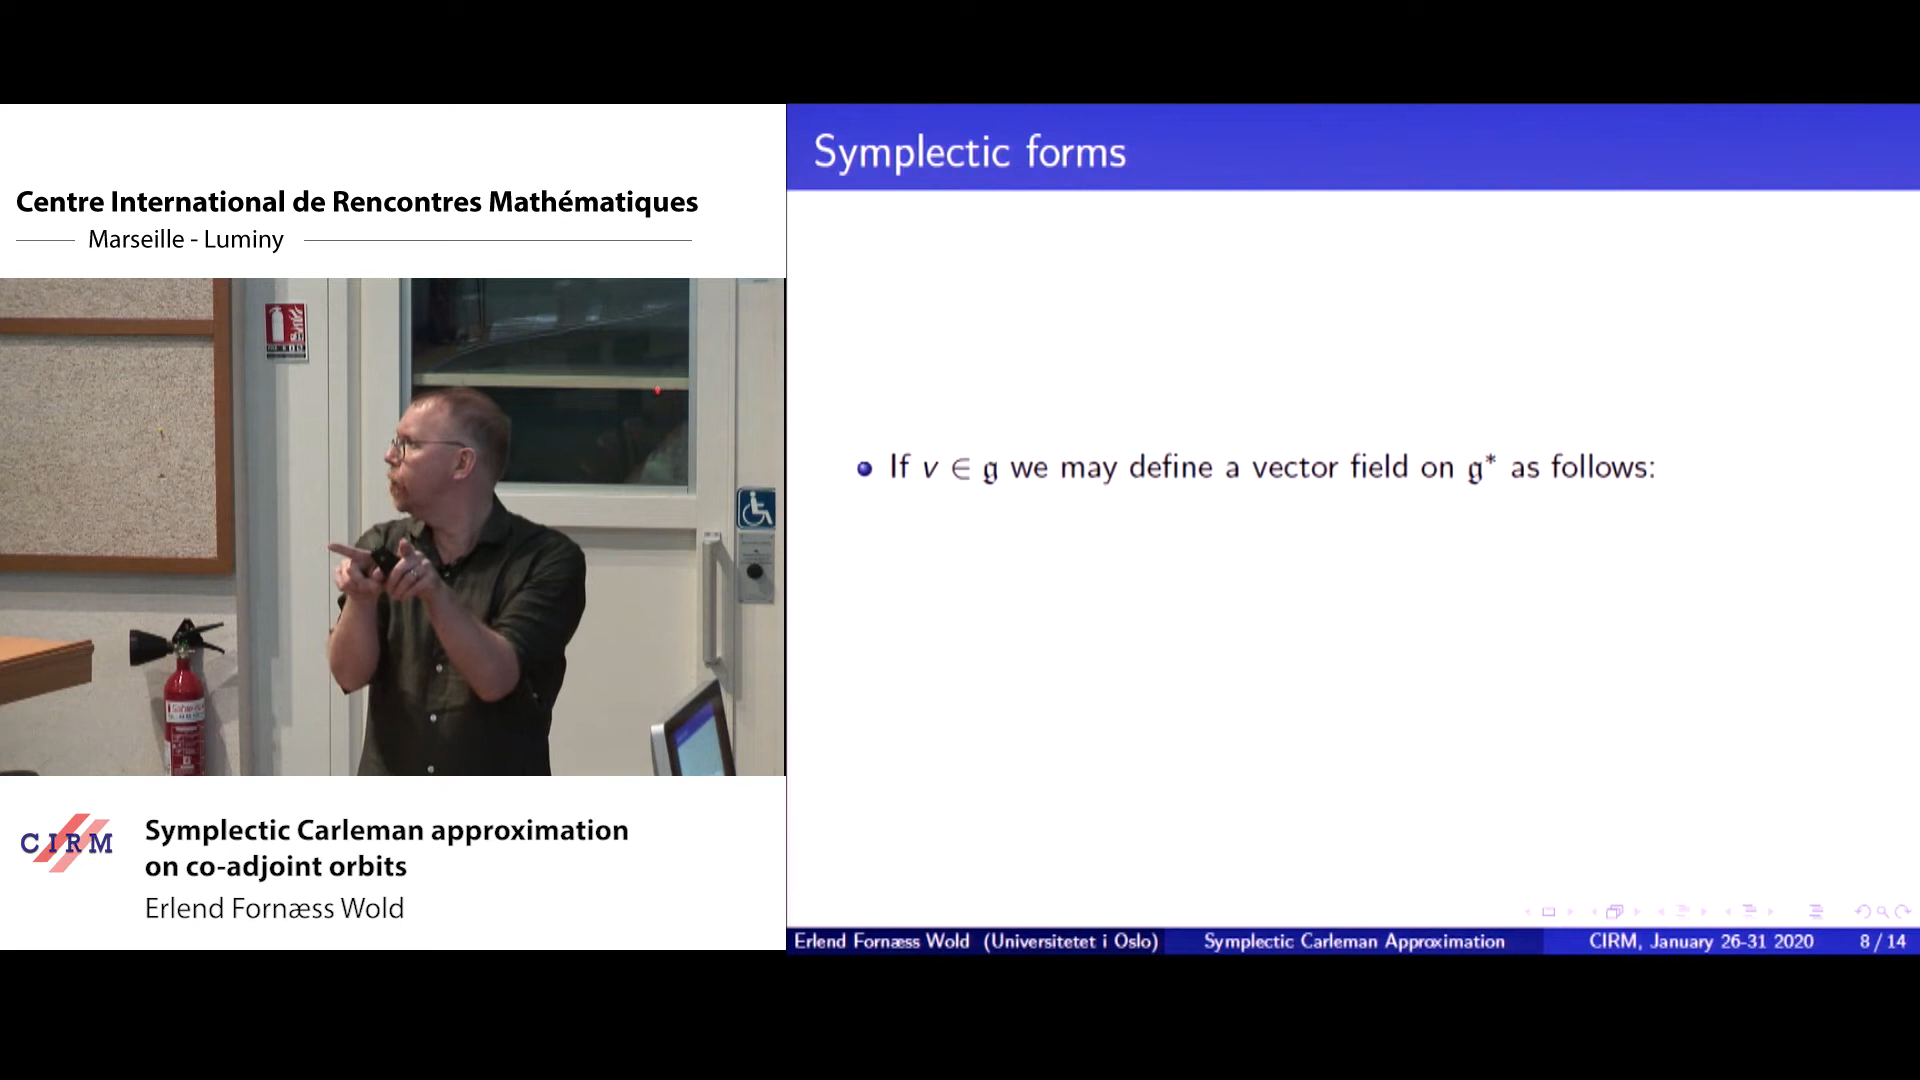 Centre International de Rencontres Mathématiques
Marseille - Luminy
CIRM
Symplectic Carleman approximation
on co-adjoint orbits
Erlend Fornæss Wold
Symplectic forms
If v ∈ 𝔤 we may define a vector field on 𝔤* as follows:
Erlend Fornæss Wold (Universitetet i Oslo) Symplectic Carleman Approximation CIRM, January 26-31 2020 8 / 14